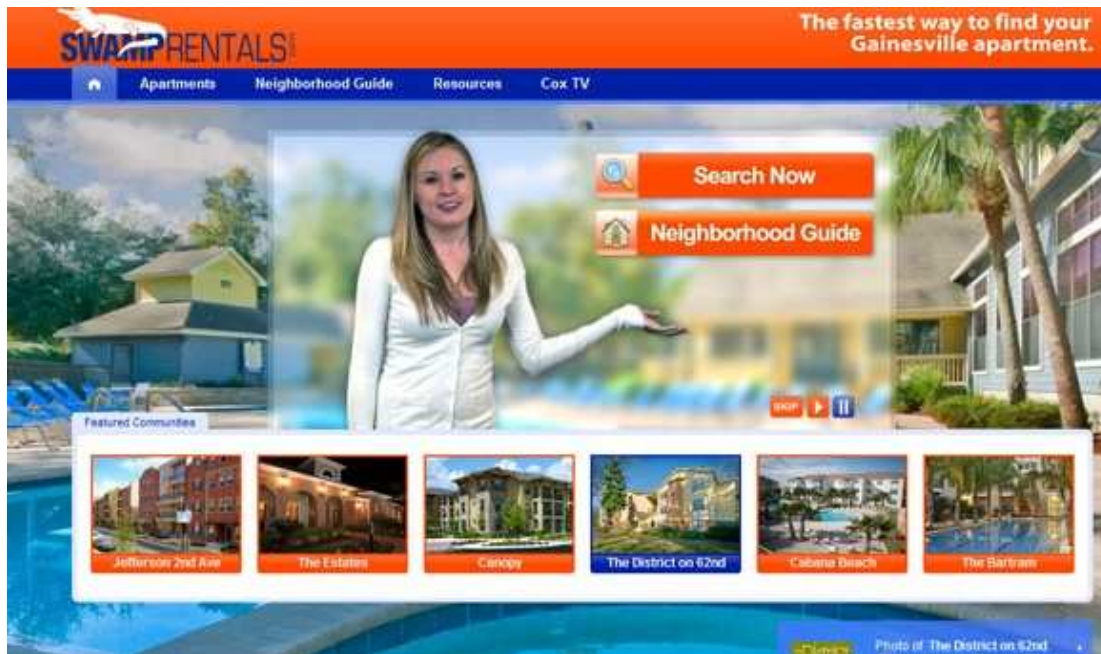 SWAMPRENTALS
The fastest way to find your
Gainesville apartment.
Apartments Neighborhood Guide Resources Cox TV
Search Now
Neighborhood Guide
SKIP
Featured Communities
Jefferson 2nd Ave The Estates Canopy The District on 62nd Cabana Beach The Bartram
District Photo of The District on 62nd